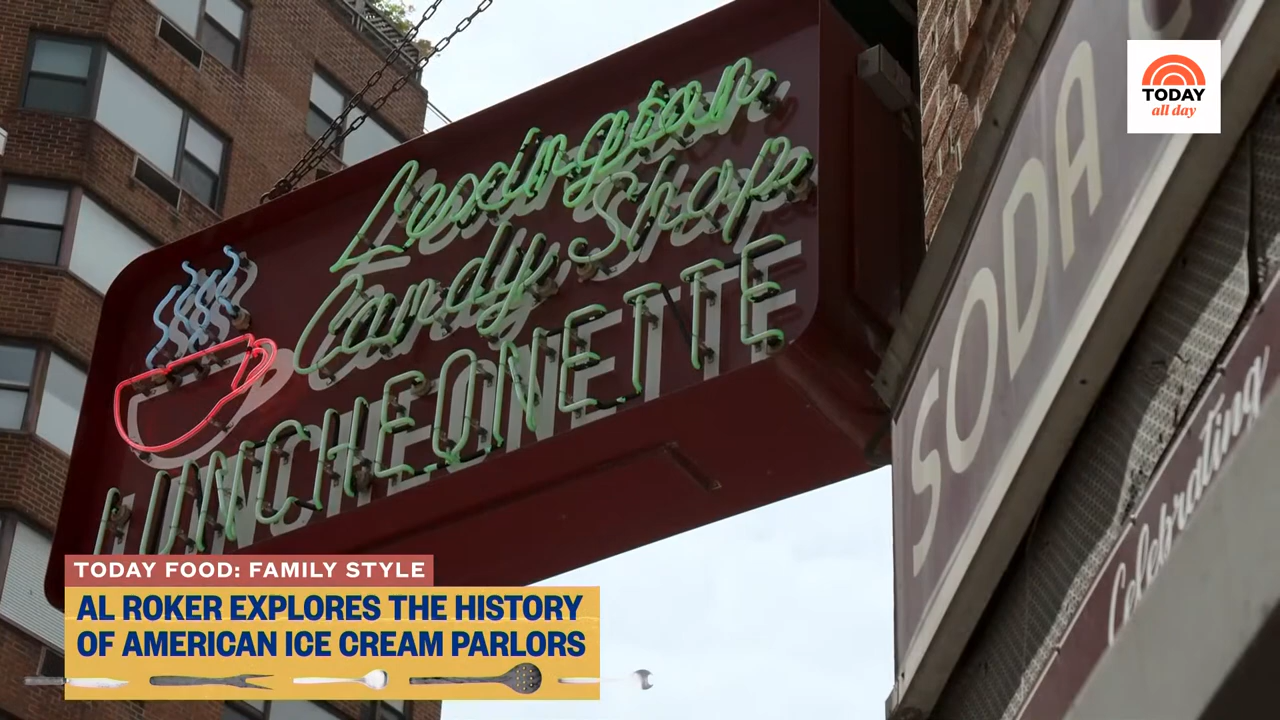 TODAY
all day
Lexington
Candy Shop
LUNCHEONETTE
SODA
Celebrating
TODAY FOOD: FAMILY STYLE
AL ROKER EXPLORES THE HISTORY
OF AMERICAN ICE CREAM PARLORS